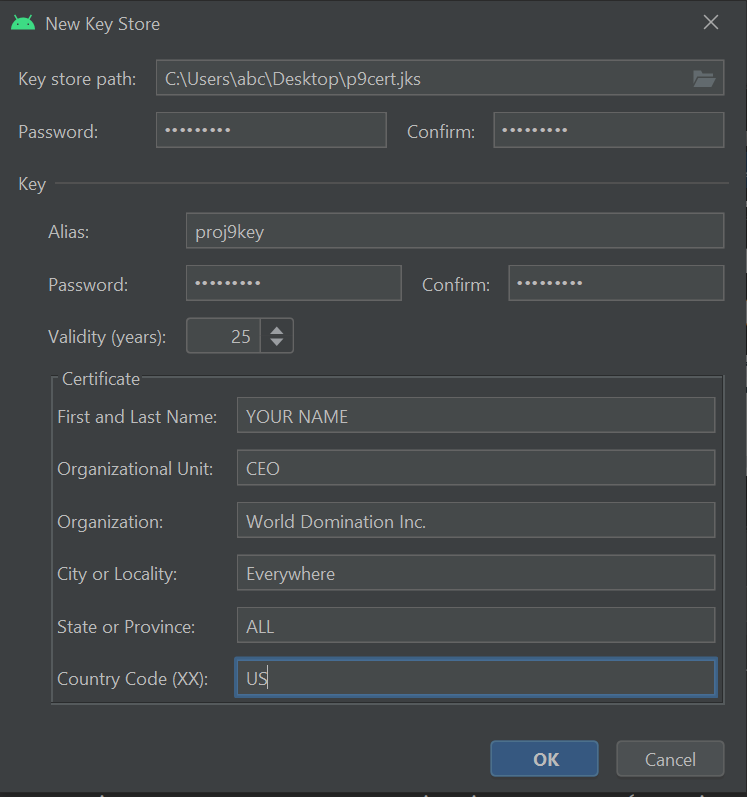 New Key Store
Key store path: C:\Users\abc\Desktop\p9cert.jks
Password: ••••••••• Confirm: •••••••••
Key
Alias: proj9key
Password: ••••••••• Confirm: •••••••••
Validity (years): 25
Certificate
First and Last Name: YOUR NAME
Organizational Unit: CEO
Organization: World Domination Inc.
City or Locality: Everywhere
State or Province: ALL
Country Code (XX): US
OK Cancel